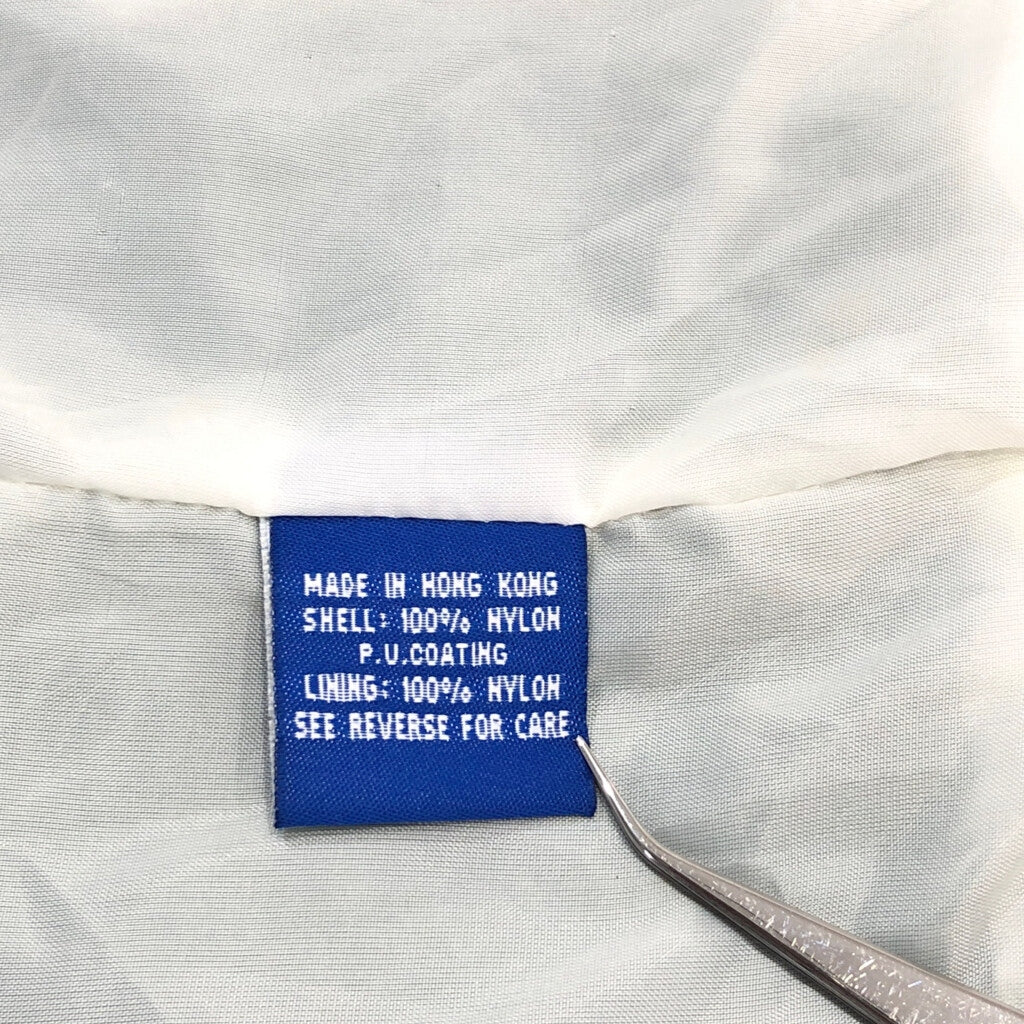 MADE IN HONG KONG
SHELL: 100% NYLON
P.U.COATING
LINING: 100% NYLON
SEE REVERSE FOR CARE